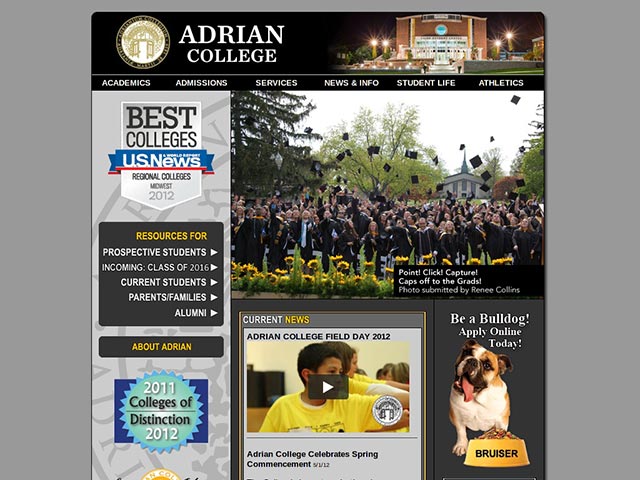 ADRIAN
COLLEGE
ACADEMICS
ADMISSIONS
SERVICES
NEWS & INFO
STUDENT LIFE
ATHLETICS
BEST
COLLEGES
U.S.News
& WORLD REPORT
REGIONAL COLLEGES
MIDWEST
2012
RESOURCES FOR
PROSPECTIVE STUDENTS
INCOMING: CLASS OF 2016
CURRENT STUDENTS
PARENTS/FAMILIES
ALUMNI
ABOUT ADRIAN
2011
Colleges of
Distinction
2012
Point! Click! Capture!
Caps off to the Grads!
Photo submitted by Renee Collins
CURRENT NEWS
ADRIAN COLLEGE FIELD DAY 2012
Adrian College Celebrates Spring
Commencement 5/1/12
Be a Bulldog!
Apply Online
Today!
BRUISER